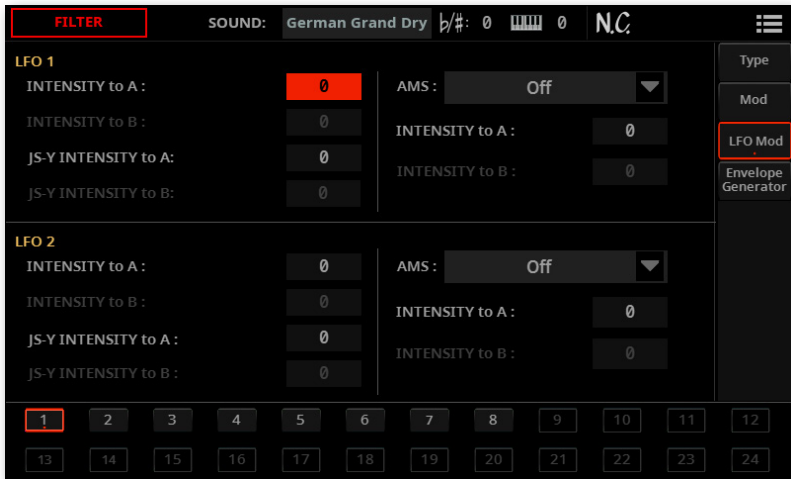 FILTER SOUND: German Grand Dry b/#: 0 0 N.C.
LFO 1
INTENSITY to A : 0
INTENSITY to B : 0
JS-Y INTENSITY to A: 0
JS-Y INTENSITY to B: 0
AMS : Off
INTENSITY to A : 0
INTENSITY to B : 0
LFO 2
INTENSITY to A : 0
INTENSITY to B : 0
JS-Y INTENSITY to A : 0
JS-Y INTENSITY to B : 0
AMS : Off
INTENSITY to A : 0
INTENSITY to B : 0
Type
Mod
LFO Mod
Envelope
Generator
1 2 3 4 5 6 7 8 9 10 11 12
13 14 15 16 17 18 19 20 21 22 23 24